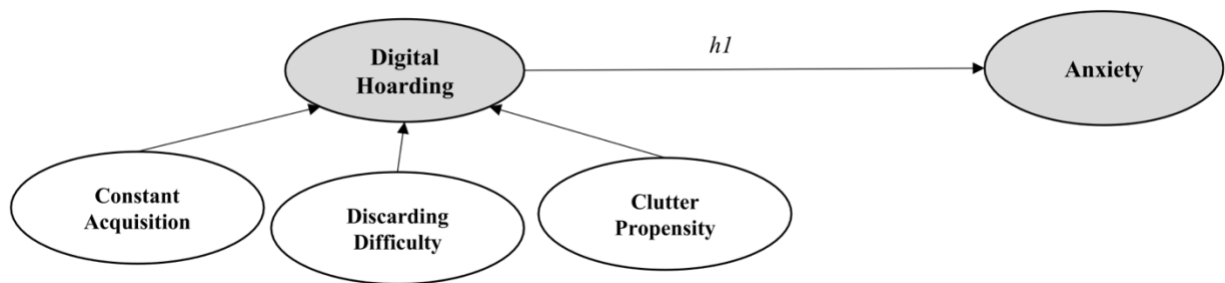 Digital
Hoarding
h1
Anxiety
Constant
Acquisition
Discarding
Difficulty
Clutter
Propensity